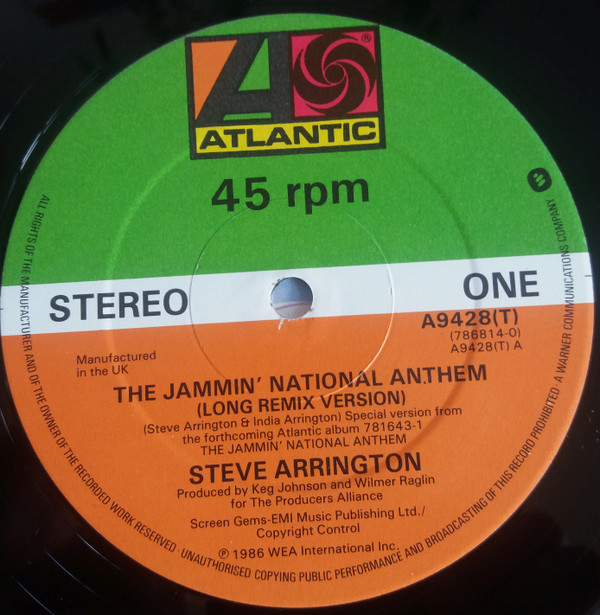 ATLANTIC
®
45 rpm
STEREO
ONE
A9428(T)
(786814-0)
A9428(T) A
Manufactured
in the UK
THE JAMMIN' NATIONAL ANTHEM
(LONG REMIX VERSION)
(Steve Arrington & India Arrington) Special version from
the forthcoming Atlantic album 781643-1
THE JAMMIN' NATIONAL ANTHEM
STEVE ARRINGTON
Produced by Keg Johnson and Wilmer Raglin
for The Producers Alliance
Screen Gems-EMI Music Publishing Ltd./
Copyright Control
℗ 1986 WEA International Inc.
ALL RIGHTS OF THE MANUFACTURER AND OF THE OWNER OF THE RECORDED WORK RESERVED · UNAUTHORISED COPYING PUBLIC PERFORMANCE AND BROADCASTING OF THIS RECORD PROHIBITED · A WARNER COMMUNICATIONS COMPANY